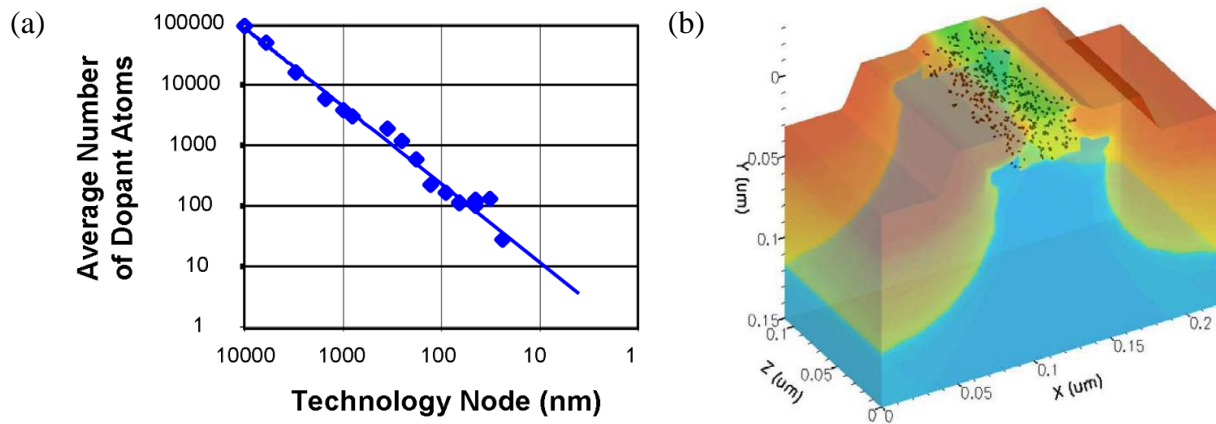 (a)
Average Number
of Dopant Atoms
100000
10000
1000
100
10
1
10000
1000
100
10
1
Technology Node (nm)
(b)
0
0.05
0.1
0.15
Y (um)
0.1
0.05
0
Z (um)
0
0.05
0.1
0.15
0.2
X (um)